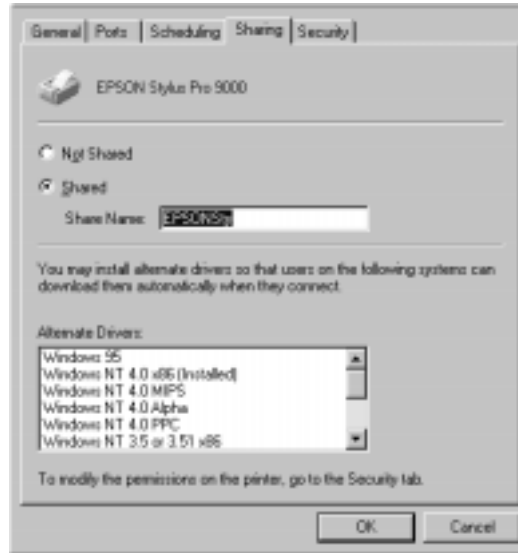 General Ports Scheduling Sharing Security
EPSON Stylus Pro 9000
Not Shared
Shared
Share Name: EPSONSty
You may install alternate drivers so that users on the following systems can
download them automatically when they connect.
Alternate Drivers:
Windows 95
Windows NT 4.0 x86 (Installed)
Windows NT 4.0 MIPS
Windows NT 4.0 Alpha
Windows NT 4.0 PPC
Windows NT 3.5 or 3.51 x86
To modify the permissions on the printer, go to the Security tab.
OK Cancel